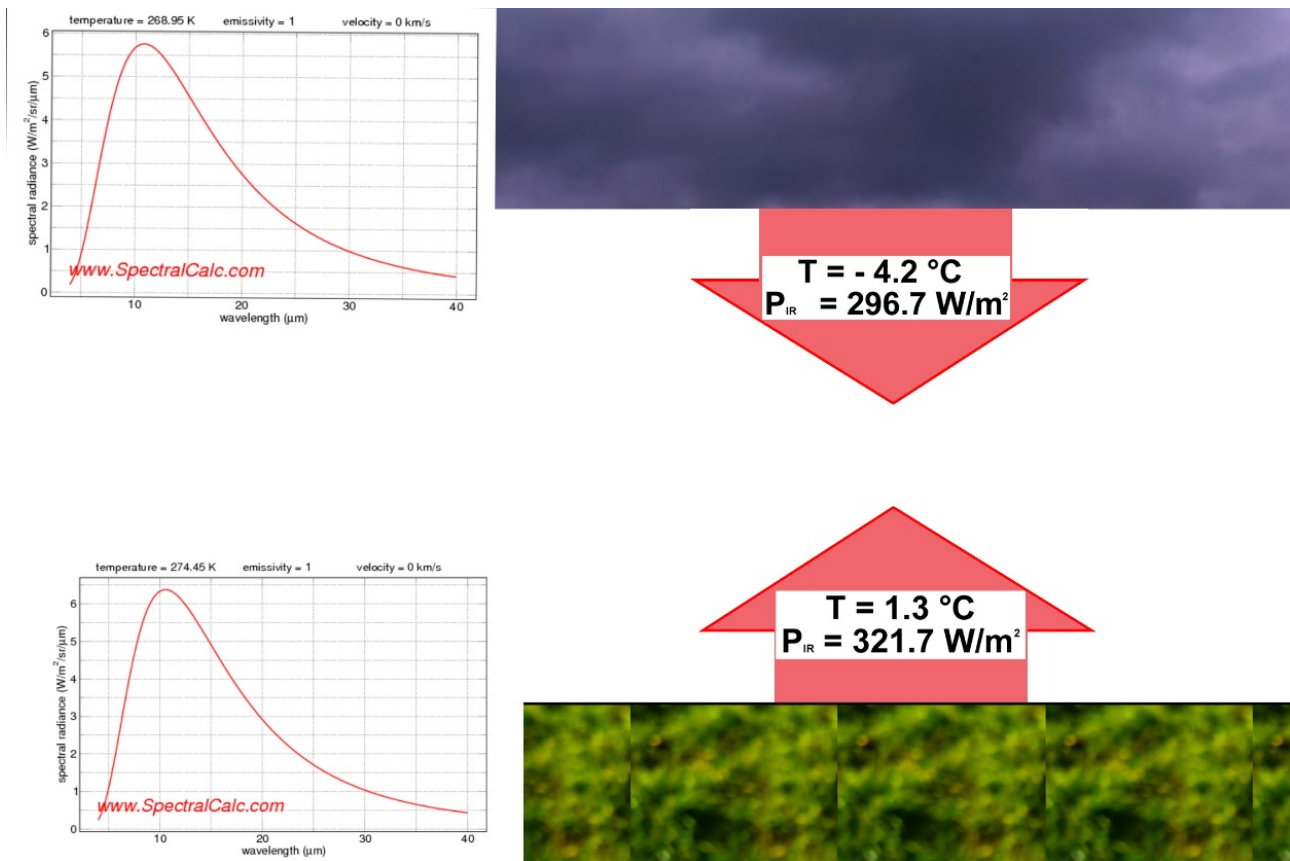 temperature = 268.95 K emissivity = 1 velocity = 0 km/s
6
5
4
3
2
1
0
spectral radiance (W/m²/sr/µm)
www.SpectralCalc.com
10 20 30 40
wavelength (µm)
T = - 4.2 °C
P_IR = 296.7 W/m²
temperature = 274.45 K emissivity = 1 velocity = 0 km/s
6
5
4
3
2
1
0
spectral radiance (W/m²/sr/µm)
www.SpectralCalc.com
10 20 30 40
wavelength (µm)
T = 1.3 °C
P_IR = 321.7 W/m²